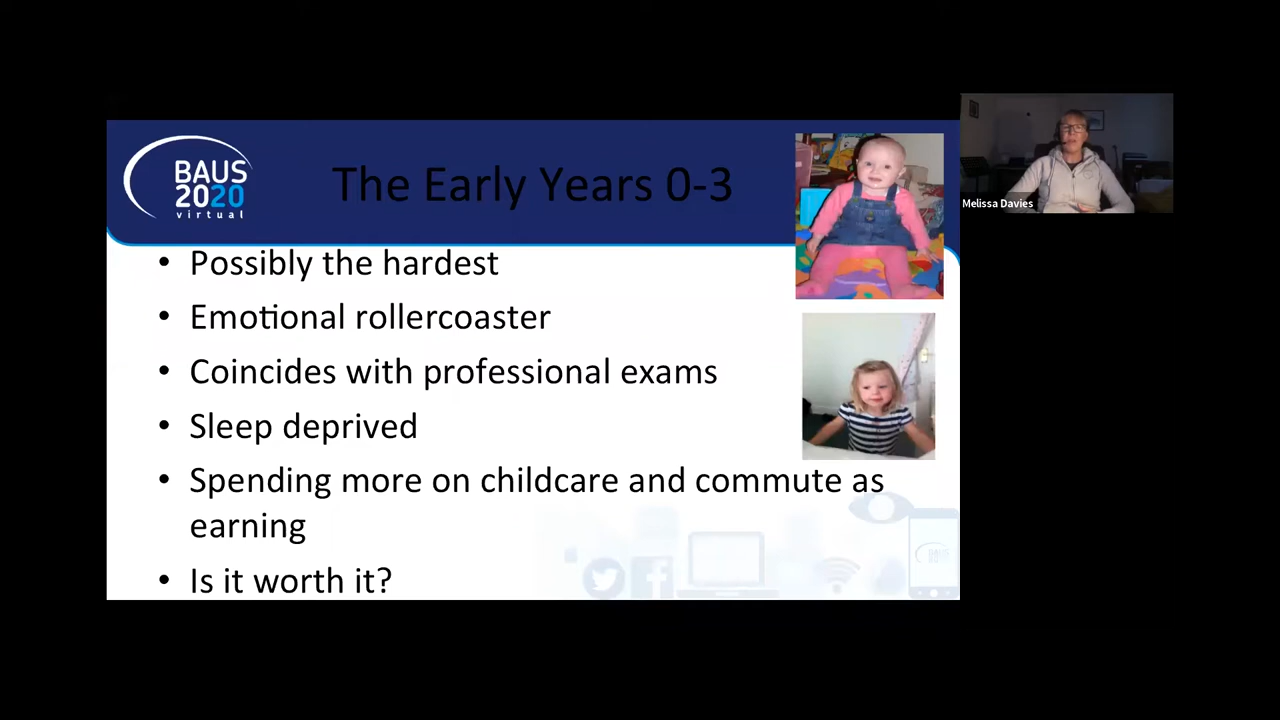 BAUS
2020
virtual
The Early Years 0-3
• Possibly the hardest
• Emotional rollercoaster
• Coincides with professional exams
• Sleep deprived
• Spending more on childcare and commute as
earning
• Is it worth it?
BAUS
Melissa Davies